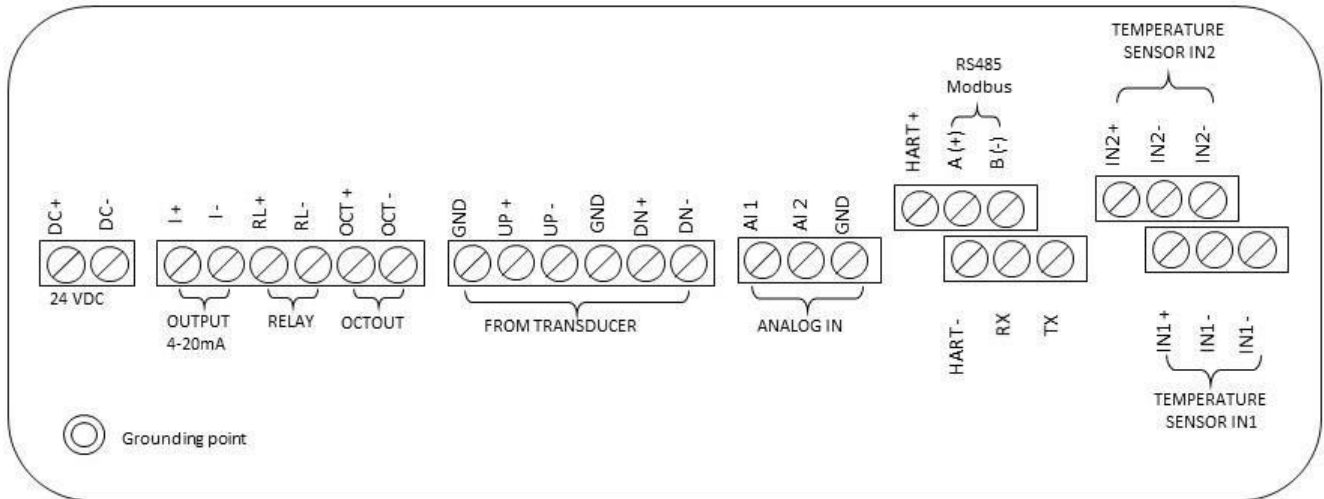 DC+
DC-
24 VDC
I+
I-
OUTPUT
4-20mA
RL+
RL-
RELAY
OCT+
OCT-
OCTOUT
GND
UP+
UP-
GND
DN+
DN-
FROM TRANSDUCER
AI 1
AI 2
GND
ANALOG IN
HART+
RS485
Modbus
A (+)
B (-)
HART-
RX
TX
TEMPERATURE
SENSOR IN2
IN2+
IN2-
IN2-
IN1+
IN1-
IN1-
TEMPERATURE
SENSOR IN1
Grounding point